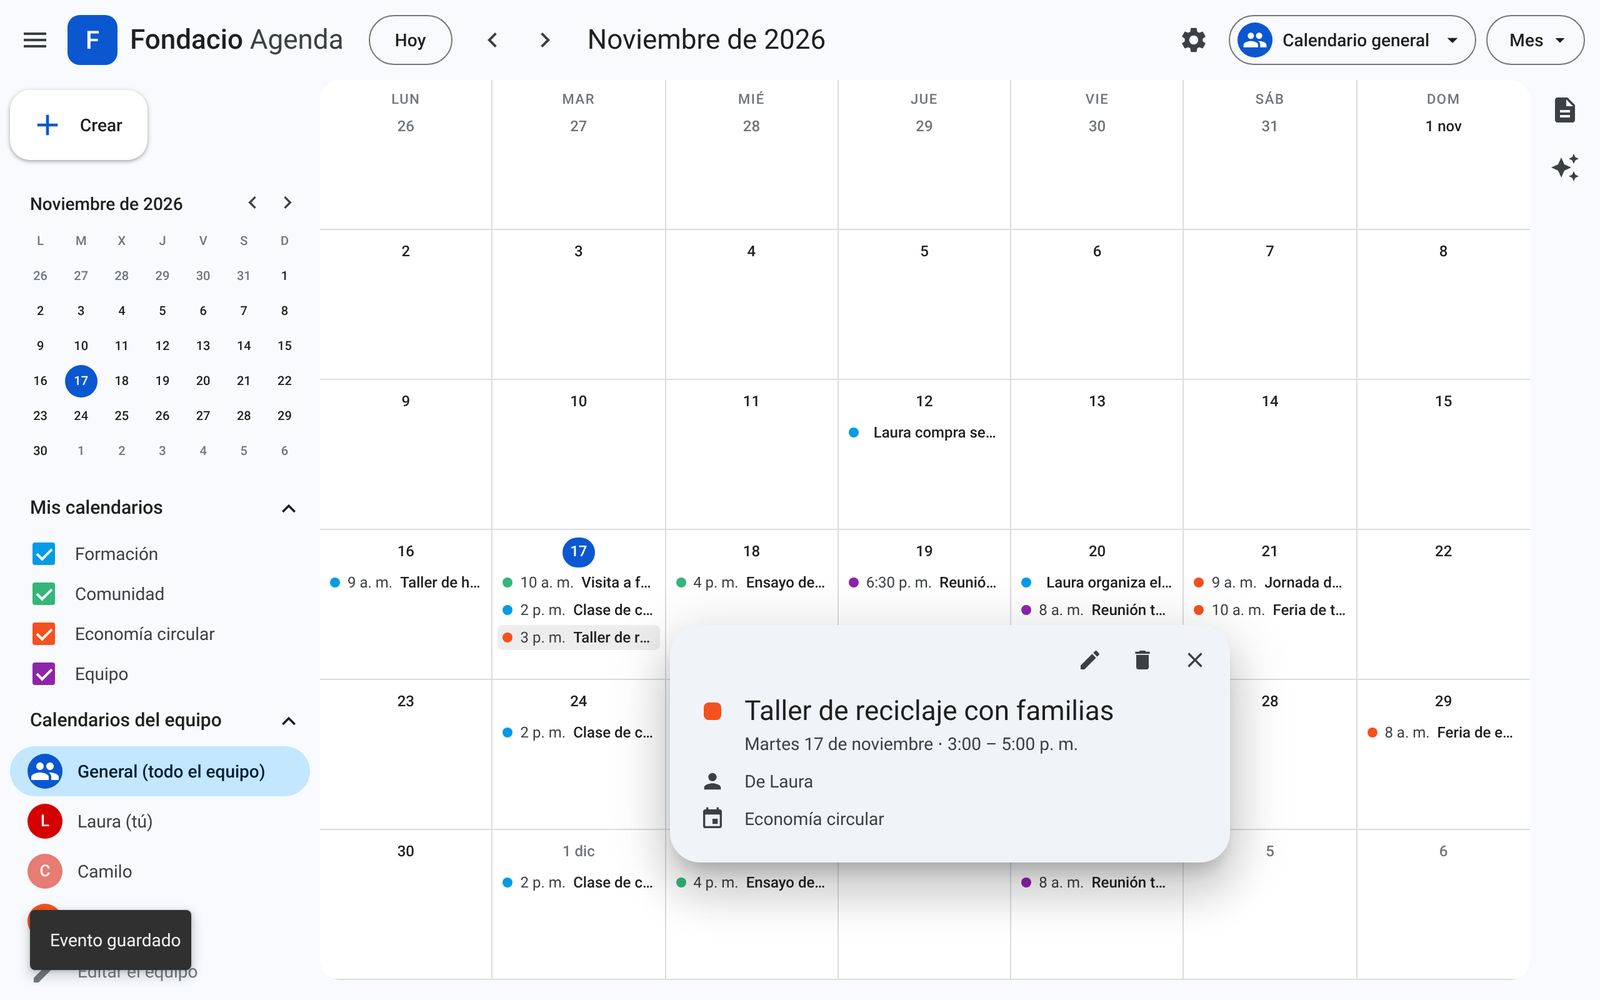 F Fondacio Agenda Hoy Noviembre de 2026 Calendario general Mes
Crear
Noviembre de 2026
L M X J V S D
26 27 28 29 30 31 1
2 3 4 5 6 7 8
9 10 11 12 13 14 15
16 17 18 19 20 21 22
23 24 25 26 27 28 29
30 1 2 3 4 5 6
Mis calendarios
Formación
Comunidad
Economía circular
Equipo
Calendarios del equipo
General (todo el equipo)
L Laura (tú)
C Camilo
Editar el equipo
Evento guardado
LUN MAR MIÉ JUE VIE SÁB DOM
26 27 28 29 30 31 1 nov
2 3 4 5 6 7 8
9 10 11 12 13 14 15
Laura compra se...
16 17 18 19 20 21 22
9 a. m. Taller de h... 10 a. m. Visita a f... 4 p. m. Ensayo de... 6:30 p. m. Reunió... Laura organiza el... 9 a. m. Jornada d...
2 p. m. Clase de c... 8 a. m. Reunión t... 10 a. m. Feria de t...
3 p. m. Taller de r...
23 24 28 29
2 p. m. Clase de c... 8 a. m. Feria de e...
30 1 dic 5 6
2 p. m. Clase de c... 4 p. m. Ensayo de... 8 a. m. Reunión t...
Taller de reciclaje con familias
Martes 17 de noviembre · 3:00 – 5:00 p. m.
De Laura
Economía circular